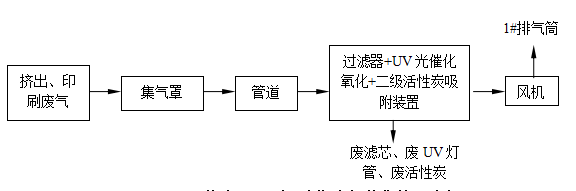 1#排气筒
挤出、印
刷废气
集气罩
管道
过滤器+UV光催化
氧化+二级活性炭吸
附装置
风机
废滤芯、废UV灯
管、废活性炭